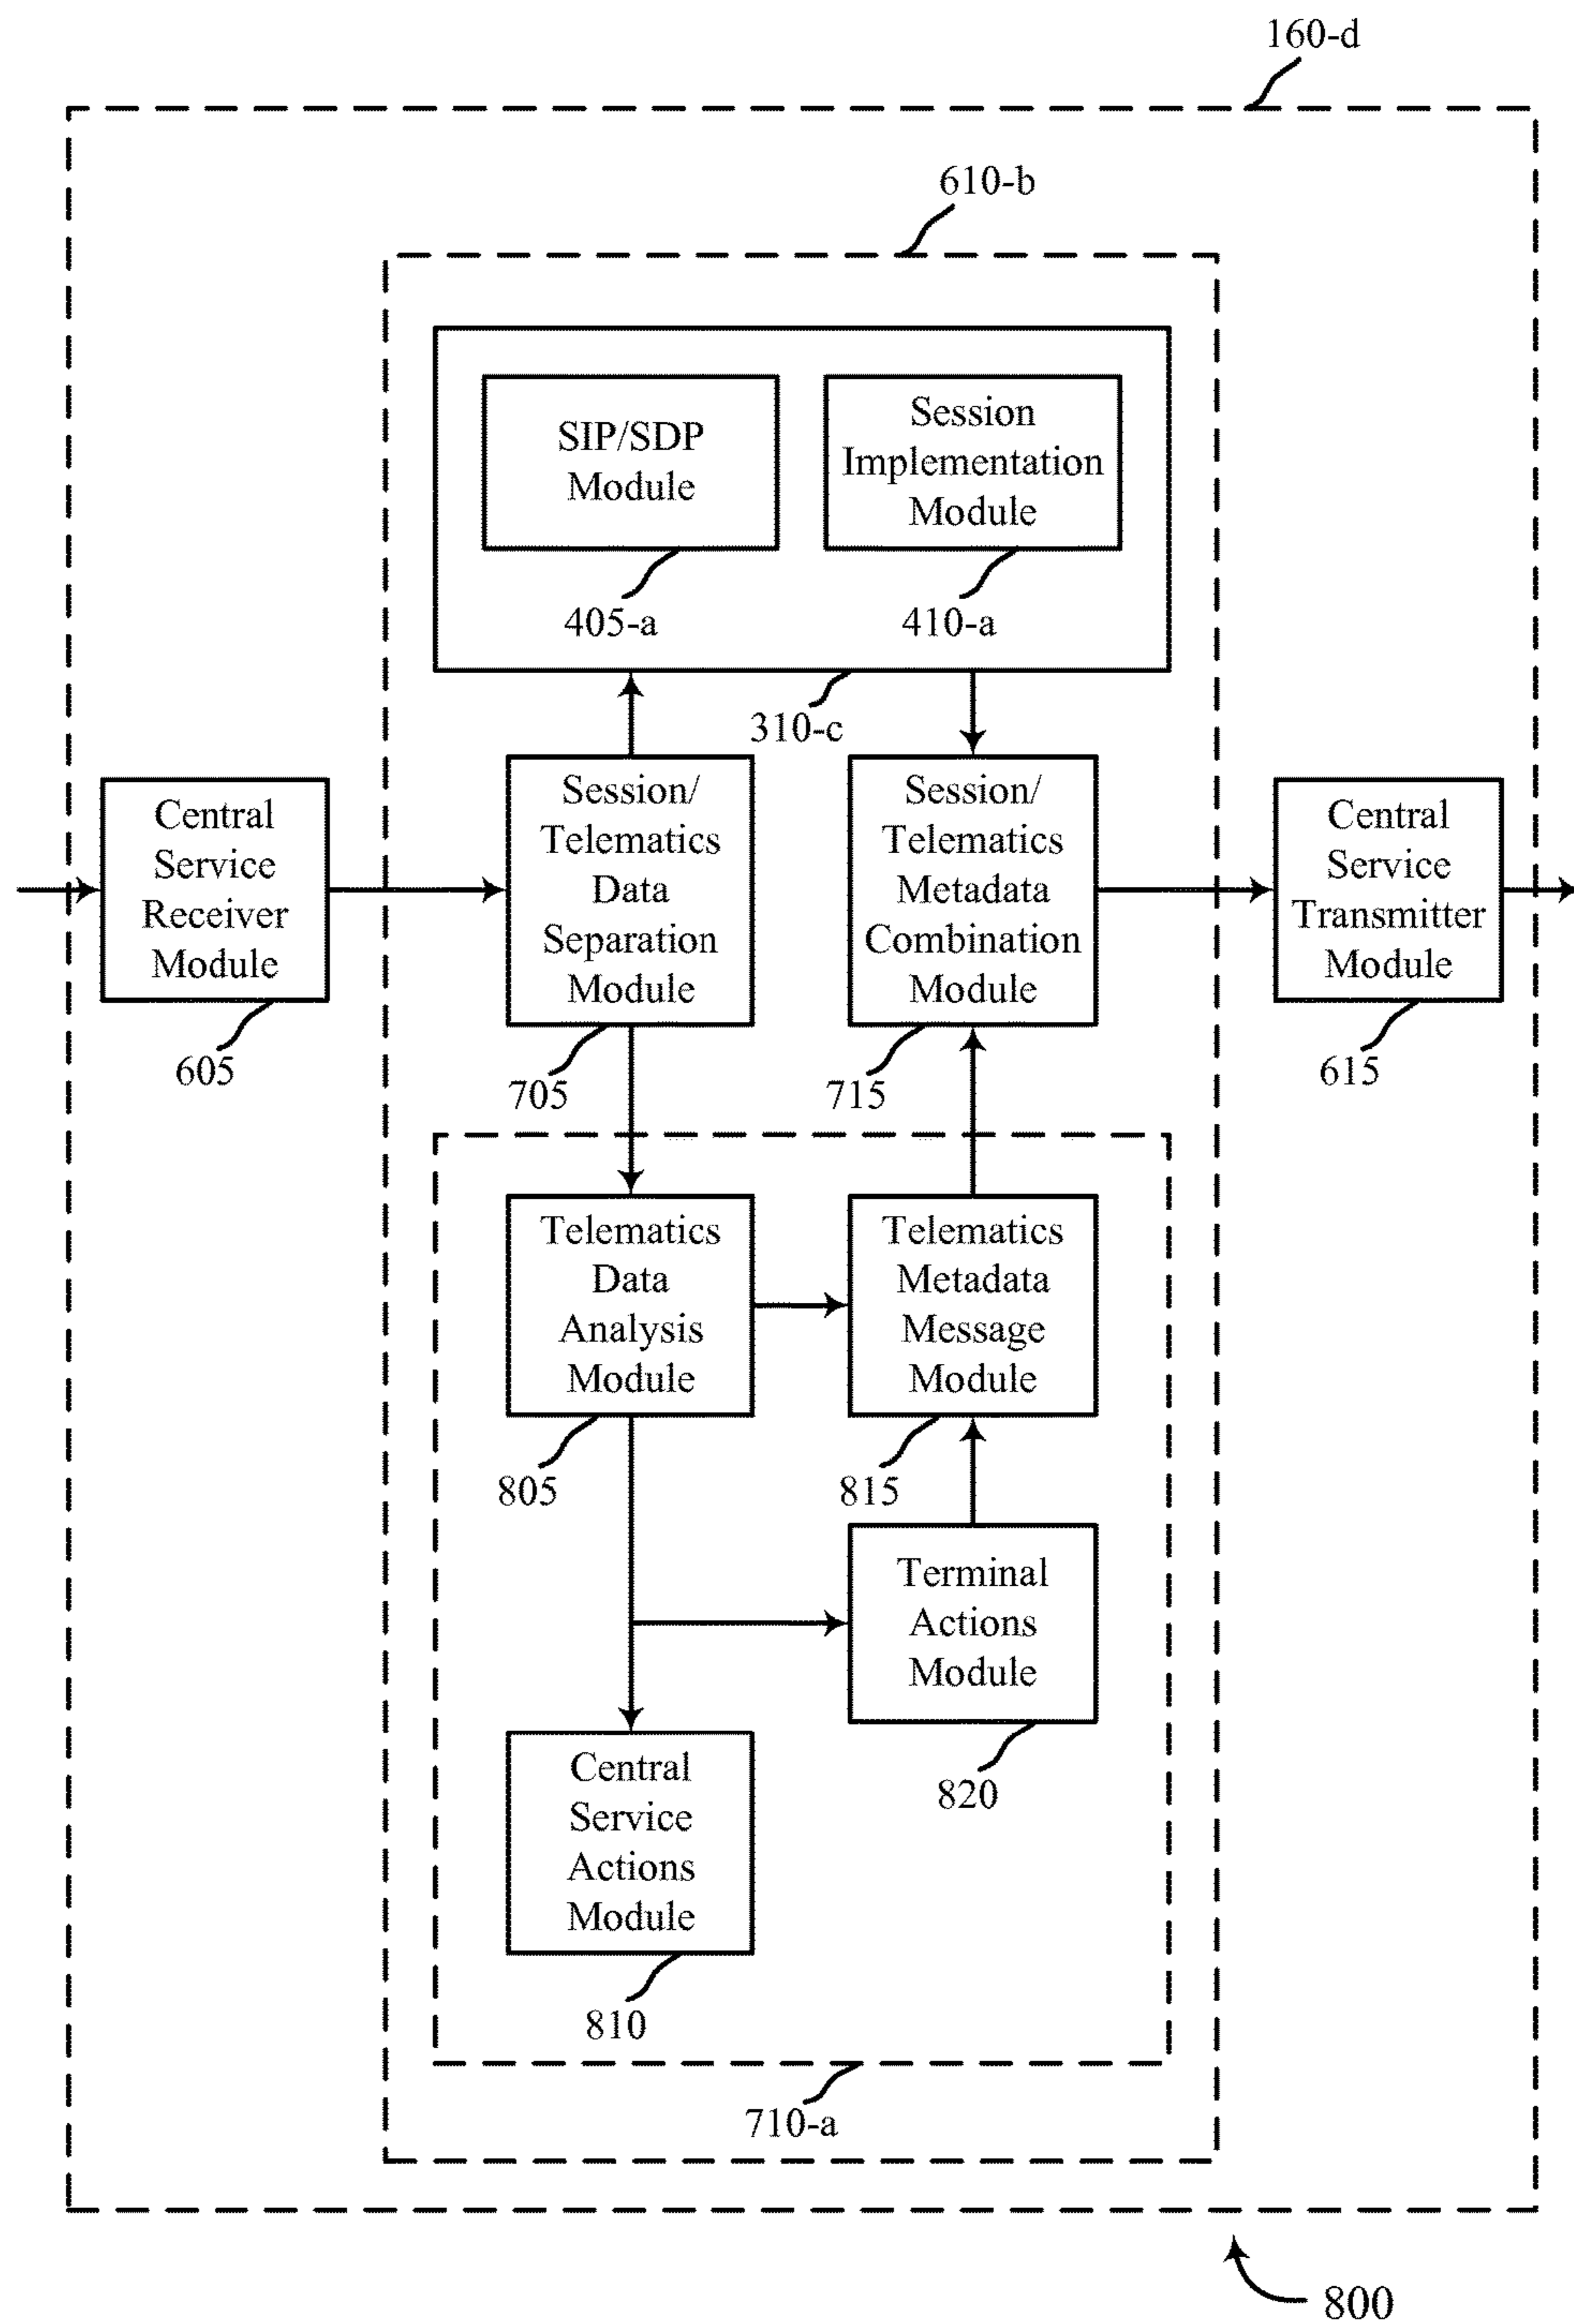 160-d
610-b
SIP/SDP
Module
Session
Implementation
Module
405-a
410-a
310-c
Central
Service
Receiver
Module
605
Session/
Telematics
Data
Separation
Module
705
Session/
Telematics
Metadata
Combination
Module
715
Central
Service
Transmitter
Module
615
Telematics
Data
Analysis
Module
805
Telematics
Metadata
Message
Module
815
Terminal
Actions
Module
820
Central
Service
Actions
Module
810
710-a
800